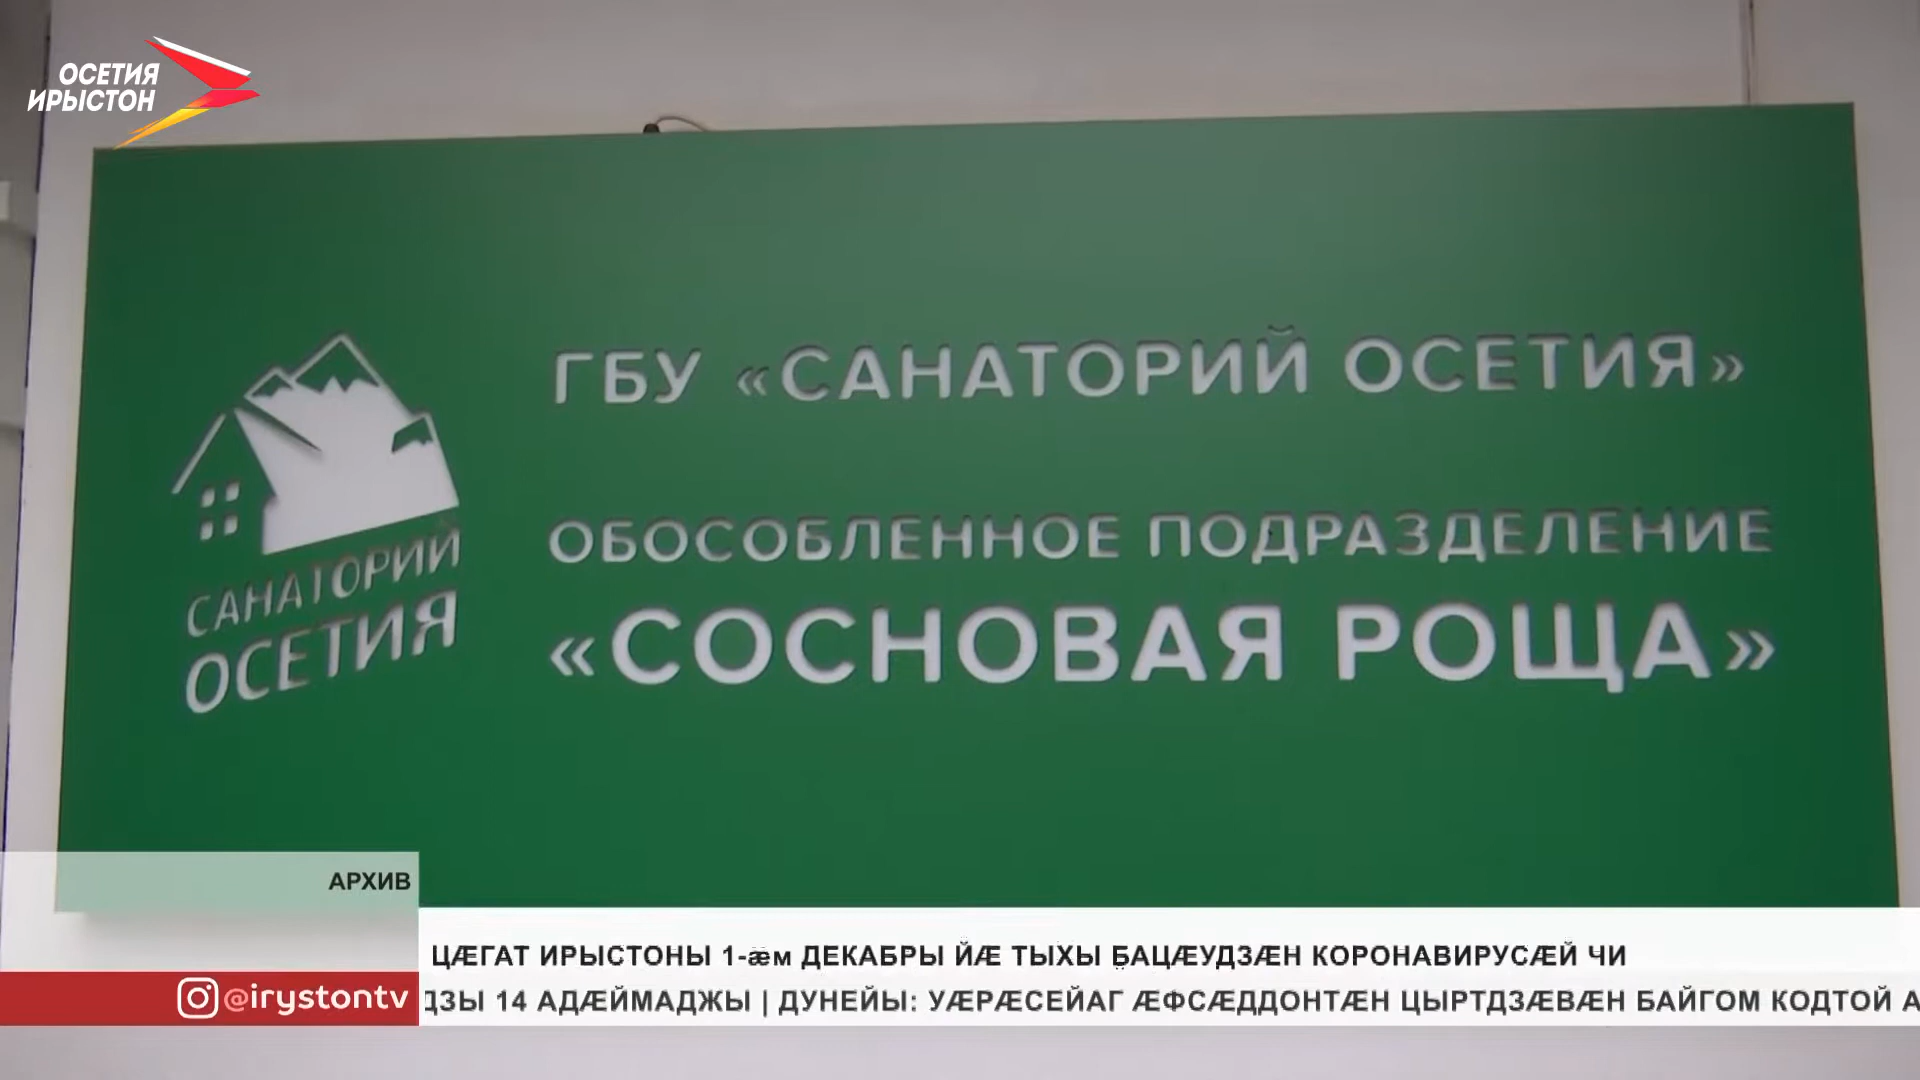 ОСЕТИЯ
ИРЫСТОН
ГБУ «САНАТОРИЙ ОСЕТИЯ»
ОБОСОБЛЕННОЕ ПОДРАЗДЕЛЕНИЕ
«СОСНОВАЯ РОЩА»
САНАТОРИЙ
ОСЕТИЯ
АРХИВ
ЦÆГАТ ИРЫСТОНЫ 1-æм ДЕКАБРЫ ЙÆ ТЫХЫ БАЦÆУДЗÆН КОРОНАВИРУСÆЙ ЧИ
@irystontv
ДЗЫ 14 АДÆЙМАДЖЫ | ДУНЕЙЫ: УÆРÆСЕЙАГ ÆФСÆДДОНТÆН ЦЫРТДЗÆВÆН БАЙГОМ КОДТОЙ А